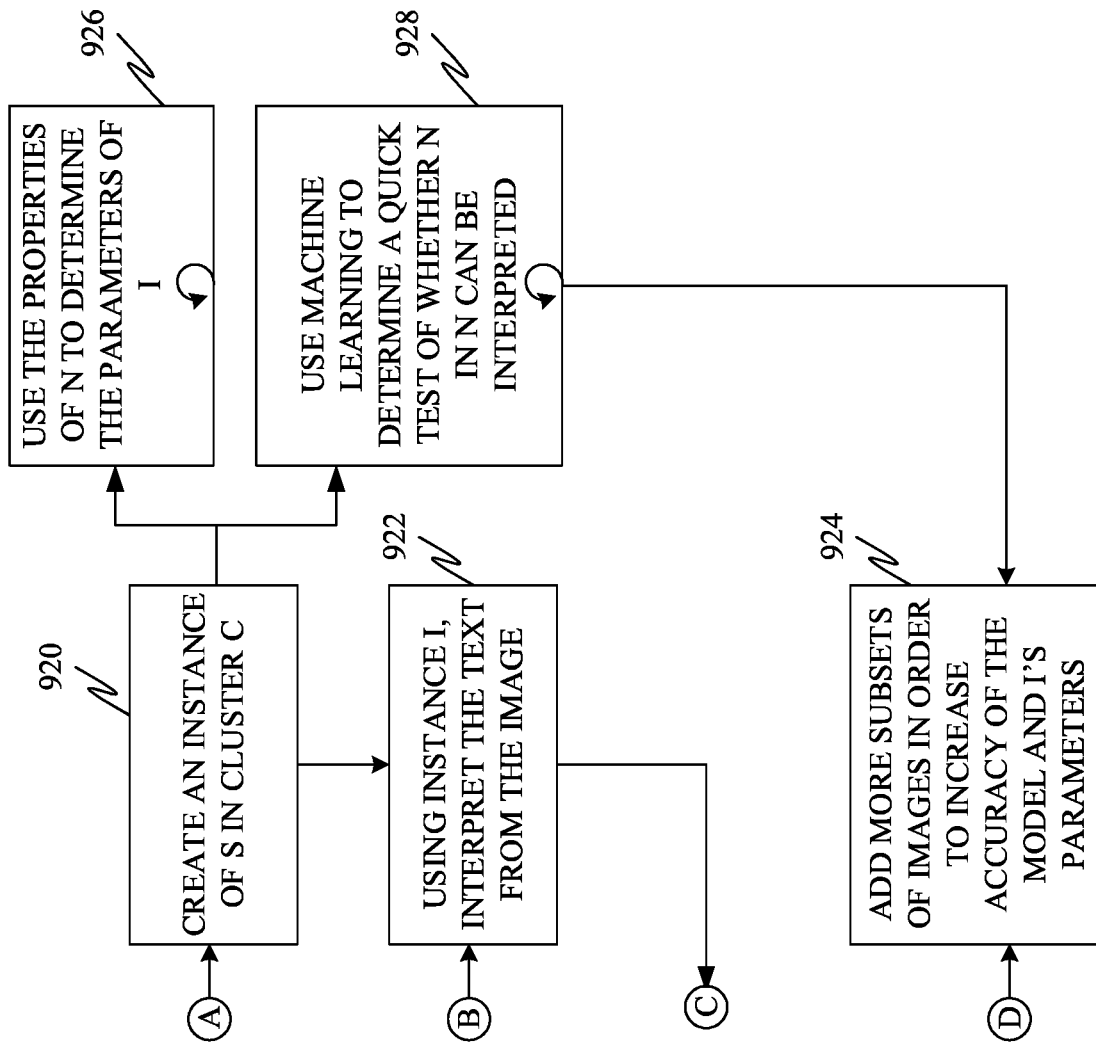 A
920
CREATE AN INSTANCE
OF S IN CLUSTER C
926
USE THE PROPERTIES
OF N TO DETERMINE
THE PARAMETERS OF
I
928
USE MACHINE
LEARNING TO
DETERMINE A QUICK
TEST OF WHETHER N
IN N CAN BE
INTERPRETED
B
922
USING INSTANCE I,
INTERPRET THE TEXT
FROM THE IMAGE
C
D
924
ADD MORE SUBSETS
OF IMAGES IN ORDER
TO INCREASE
ACCURACY OF THE
MODEL AND I'S
PARAMETERS